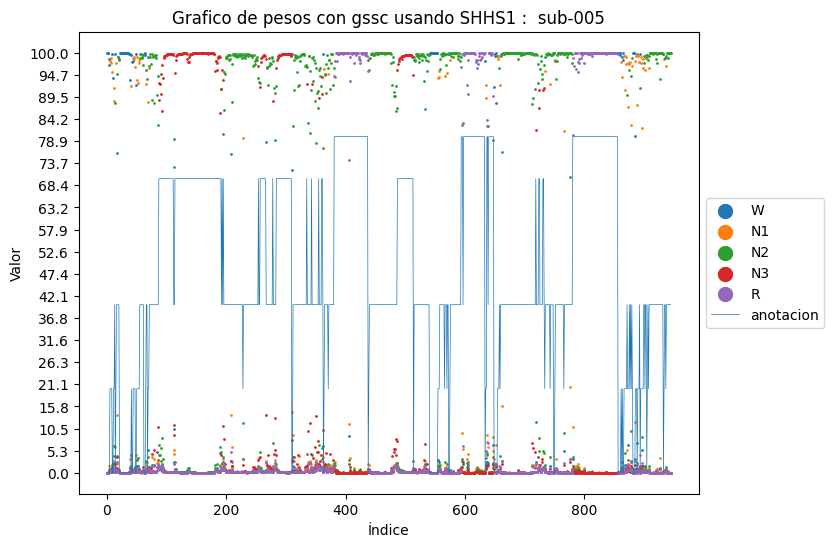 Grafico de pesos con gssc usando SHHS1 :  sub-005
100.0
94.7
89.5
84.2
78.9
73.7
68.4
63.2
57.9
52.6
47.4
42.1
36.8
31.6
26.3
21.1
15.8
10.5
5.3
0.0
Valor
0 200 400 600 800
Índice
W
N1
N2
N3
R
anotacion